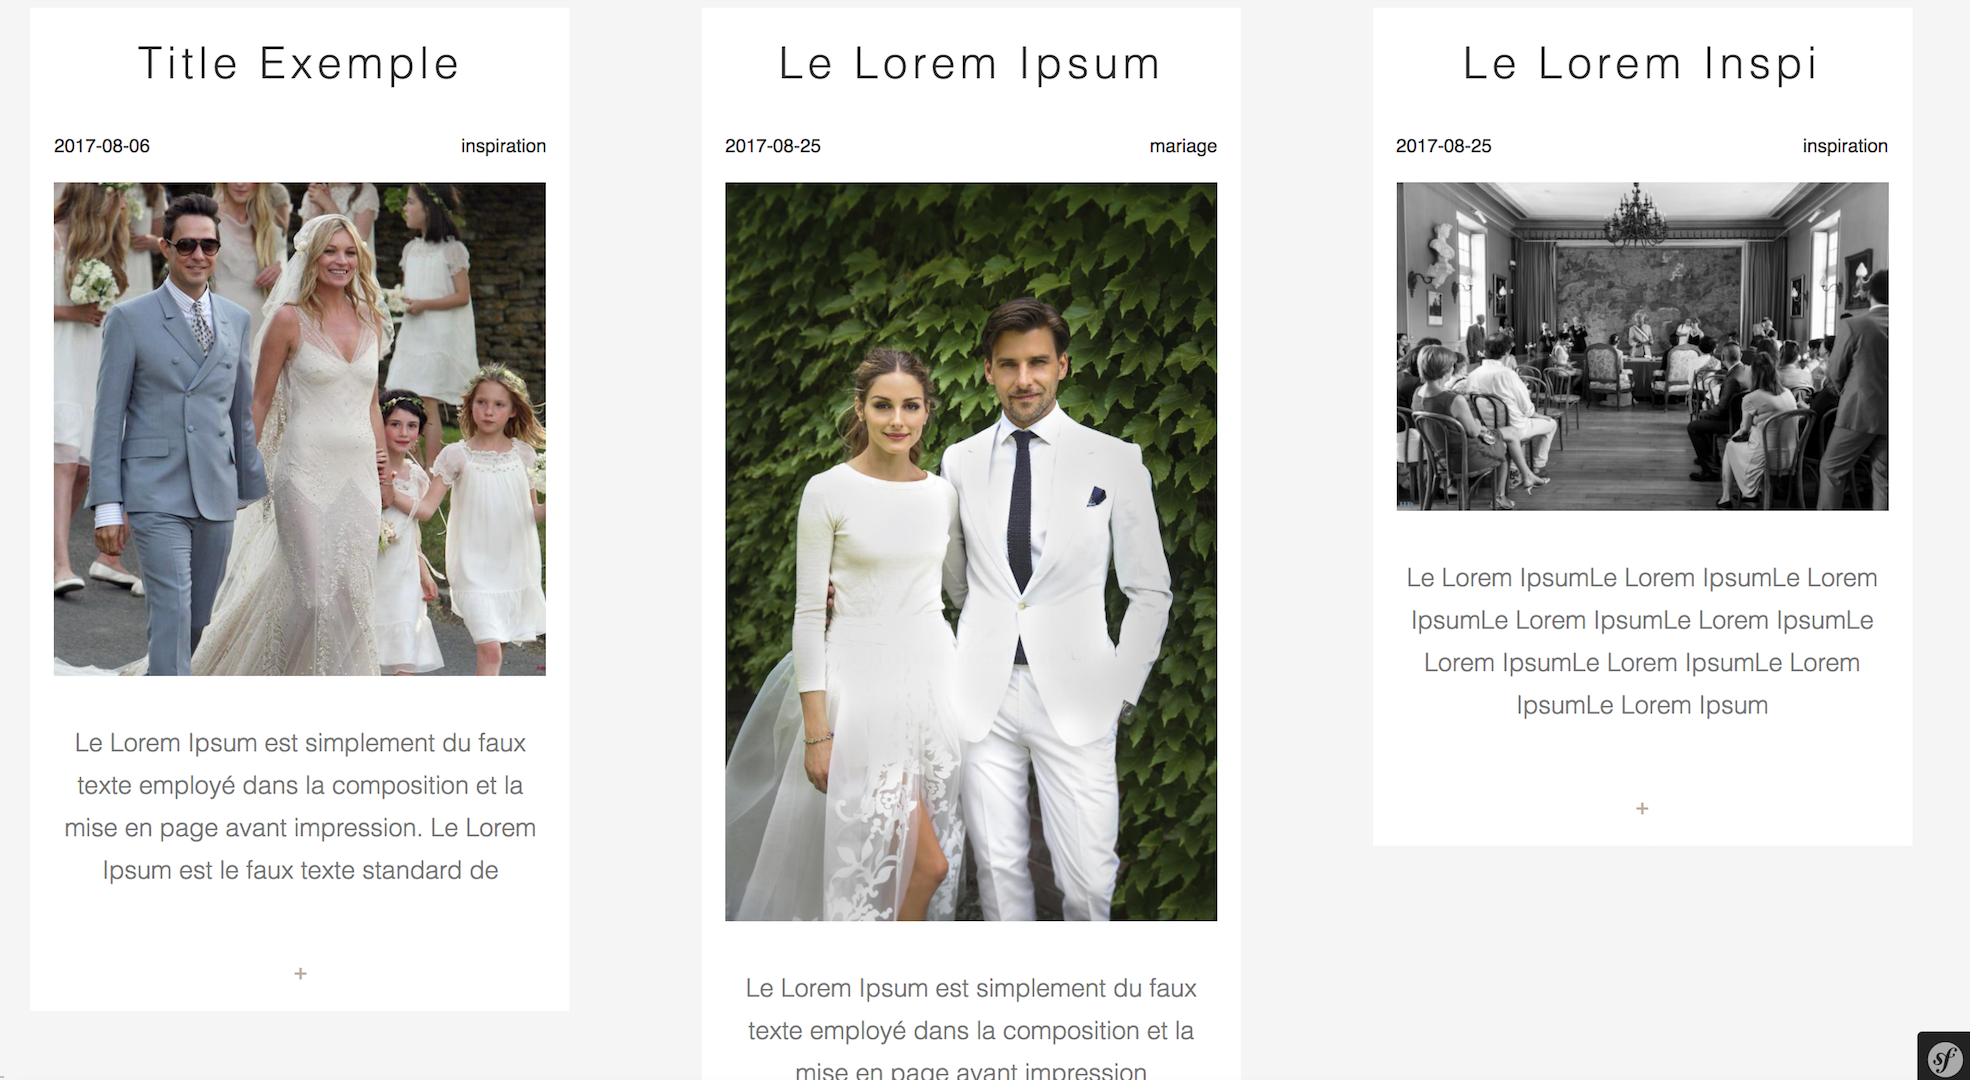 Title Exemple
2017-08-06
inspiration
Le Lorem Ipsum est simplement du faux
texte employé dans la composition et la
mise en page avant impression. Le Lorem
Ipsum est le faux texte standard de
+
Le Lorem Ipsum
2017-08-25
mariage
Le Lorem Ipsum est simplement du faux
texte employé dans la composition et la
mise en page avant impression
Le Lorem Inspi
2017-08-25
inspiration
Le Lorem IpsumLe Lorem IpsumLe Lorem
IpsumLe Lorem IpsumLe Lorem IpsumLe
Lorem IpsumLe Lorem IpsumLe Lorem
IpsumLe Lorem Ipsum
+
sf